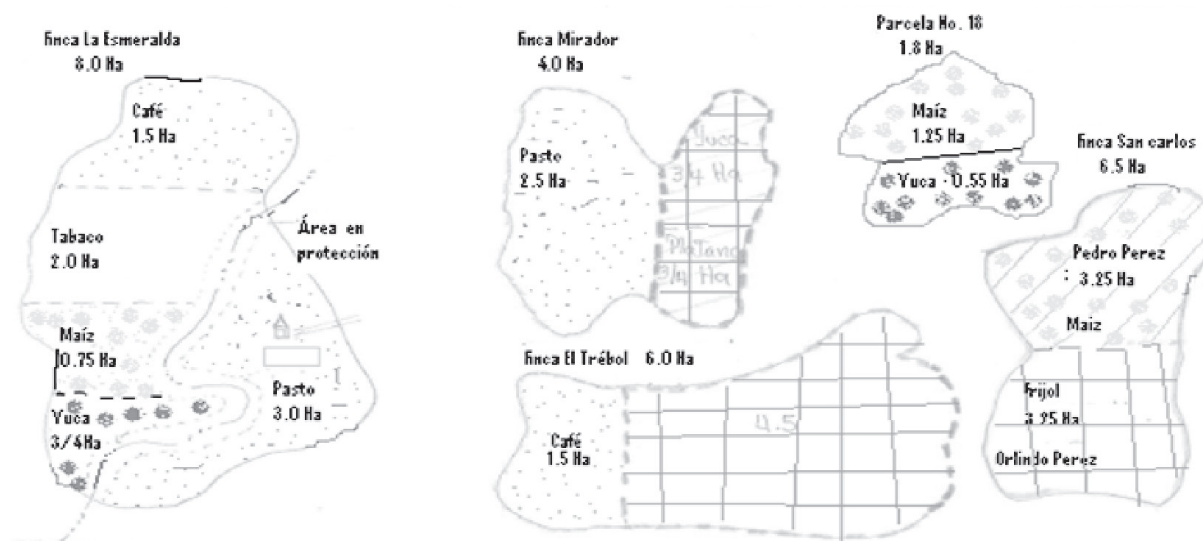 finca La Esmeralda
8.0 Ha
Café
1.5 Ha
Tabaco
2.0 Ha
Área en
protección
Maíz
0.75 Ha
Yuca
3/4 Ha
Pasto
3.0 Ha
finca Mirador
4.0 Ha
Pasto
2.5 Ha
Yuca
3/4 Ha
Platano
3/4 Ha
Parcela No. 18
1.8 Ha
Maíz
1.25 Ha
Yuca - 0.55 Ha
finca San carlos
6.5 Ha
Pedro Perez
: 3.25 Ha
Maiz
frijol
3.25 Ha
Orlindo Perez
finca El Trébol 6.0 Ha
Café
1.5 Ha
4.5